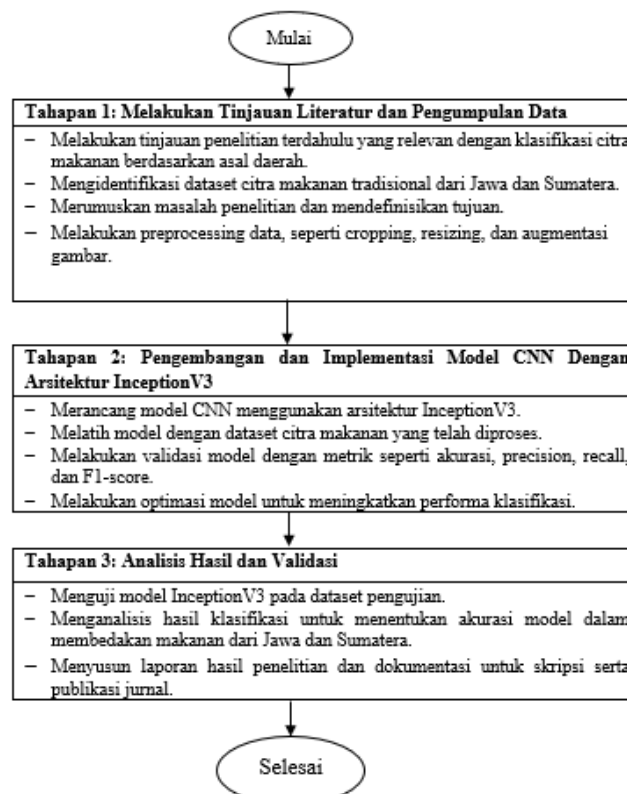 Mulai
Tahapan 1: Melakukan Tinjauan Literatur dan Pengumpulan Data
– Melakukan tinjauan penelitian terdahulu yang relevan dengan klasifikasi citra
makanan berdasarkan asal daerah.
– Mengidentifikasi dataset citra makanan tradisional dari Jawa dan Sumatera.
– Merumuskan masalah penelitian dan mendefinisikan tujuan.
– Melakukan preprocessing data, seperti cropping, resizing, dan augmentasi
gambar.
Tahapan 2: Pengembangan dan Implementasi Model CNN Dengan
Arsitektur InceptionV3
– Merancang model CNN menggunakan arsitektur InceptionV3.
– Melatih model dengan dataset citra makanan yang telah diproses.
– Melakukan validasi model dengan metrik seperti akurasi, precision, recall,
dan F1-score.
– Melakukan optimasi model untuk meningkatkan performa klasifikasi.
Tahapan 3: Analisis Hasil dan Validasi
– Menguji model InceptionV3 pada dataset pengujian.
– Menganalisis hasil klasifikasi untuk menentukan akurasi model dalam
membedakan makanan dari Jawa dan Sumatera.
– Menyusun laporan hasil penelitian dan dokumentasi untuk skripsi serta
publikasi jurnal.
Selesai